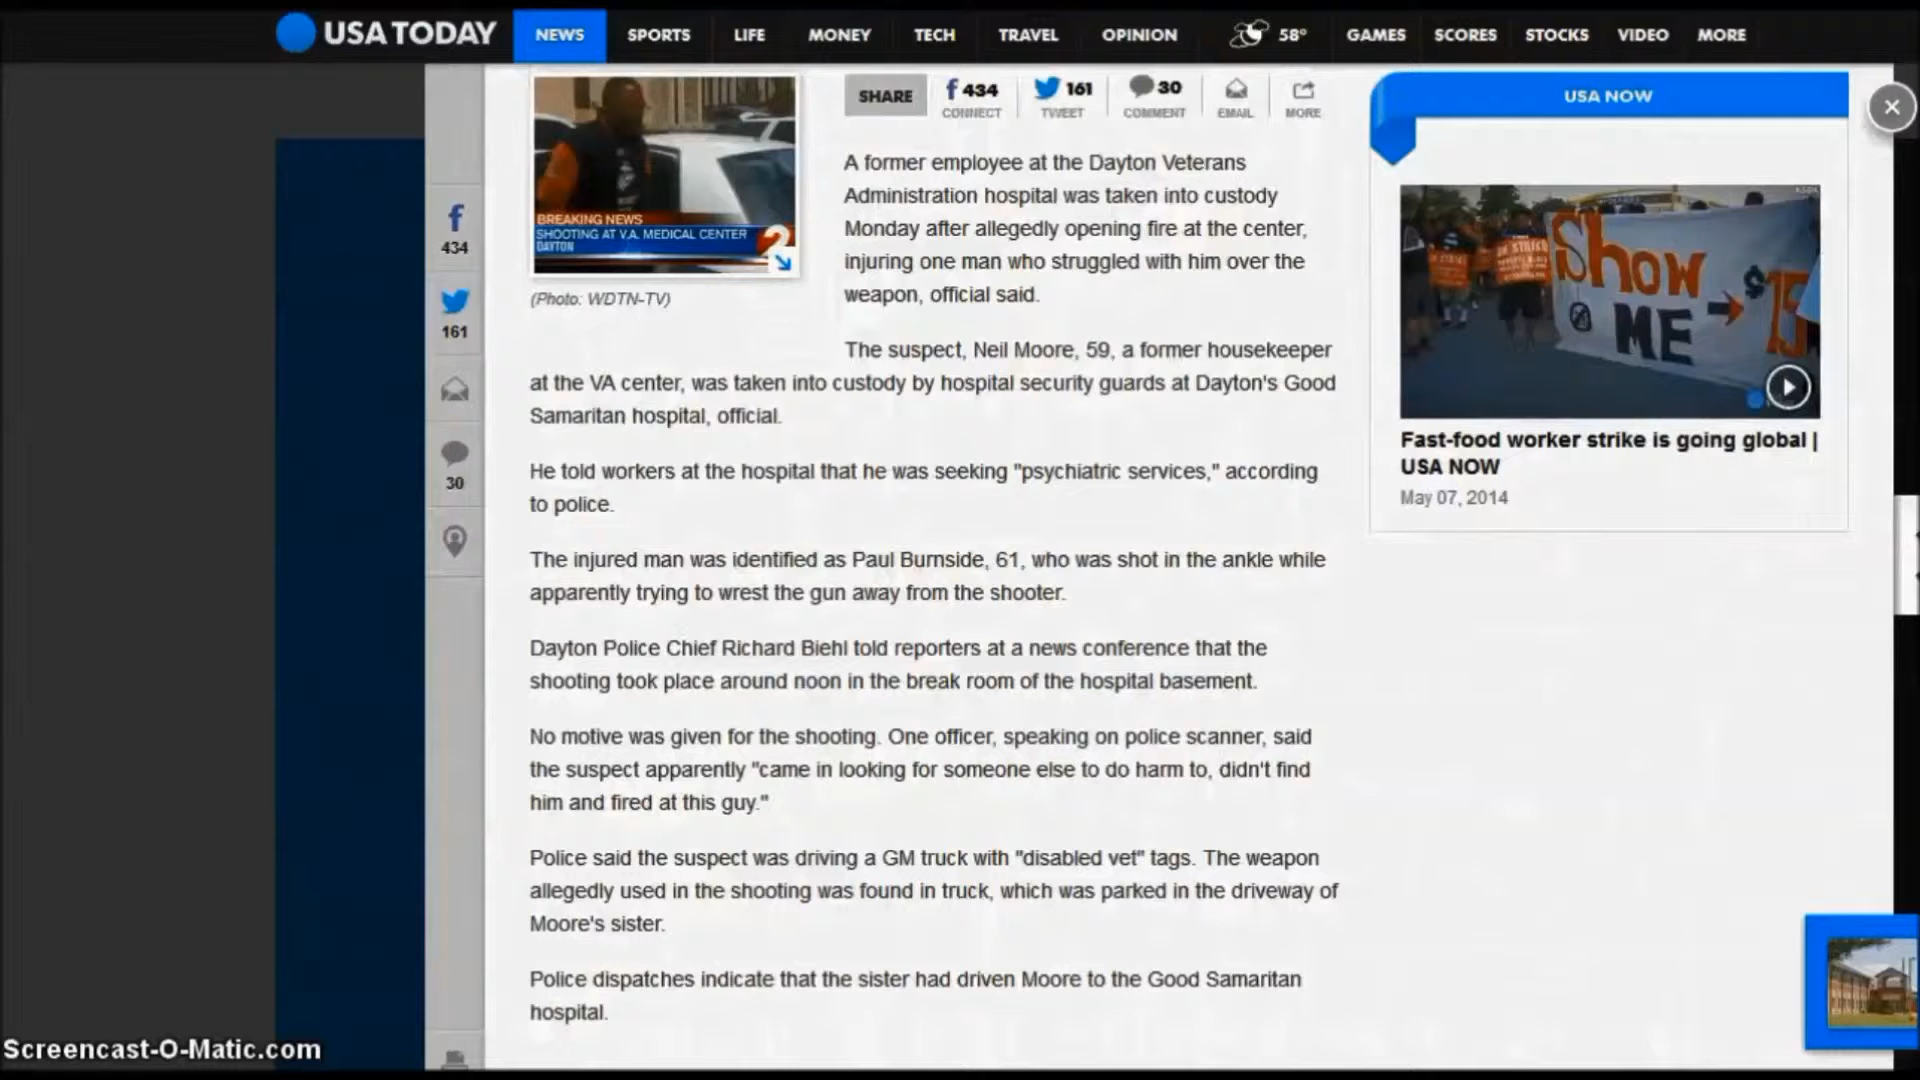 USA TODAY
NEWS SPORTS LIFE MONEY TECH TRAVEL OPINION 58° GAMES SCORES STOCKS VIDEO MORE
BREAKING NEWS
SHOOTING AT V.A. MEDICAL CENTER
DAYTON
2
(Photo: WDTN-TV)
SHARE
434
CONNECT
161
TWEET
30
COMMENT
EMAIL
MORE
434
161
30
A former employee at the Dayton Veterans
Administration hospital was taken into custody
Monday after allegedly opening fire at the center,
injuring one man who struggled with him over the
weapon, official said.
The suspect, Neil Moore, 59, a former housekeeper
at the VA center, was taken into custody by hospital security guards at Dayton's Good
Samaritan hospital, official.
He told workers at the hospital that he was seeking "psychiatric services," according
to police.
The injured man was identified as Paul Burnside, 61, who was shot in the ankle while
apparently trying to wrest the gun away from the shooter.
Dayton Police Chief Richard Biehl told reporters at a news conference that the
shooting took place around noon in the break room of the hospital basement.
No motive was given for the shooting. One officer, speaking on police scanner, said
the suspect apparently "came in looking for someone else to do harm to, didn't find
him and fired at this guy."
Police said the suspect was driving a GM truck with "disabled vet" tags. The weapon
allegedly used in the shooting was found in truck, which was parked in the driveway of
Moore's sister.
Police dispatches indicate that the sister had driven Moore to the Good Samaritan
hospital.
USA NOW
Show
ME → $15
Fast-food worker strike is going global |
USA NOW
May 07, 2014
Screencast-O-Matic.com